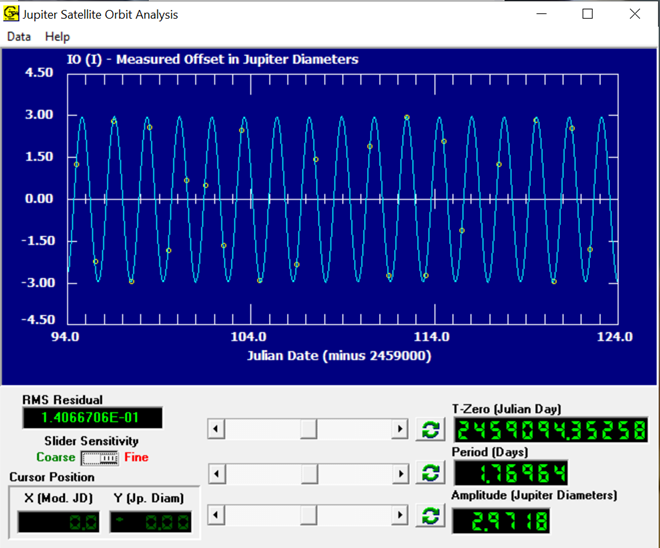 Jupiter Satellite Orbit Analysis
Data Help
IO (I) - Measured Offset in Jupiter Diameters
4.50
3.00
1.50
0.00
-1.50
-3.00
-4.50
94.0 104.0 114.0 124.0
Julian Date (minus 2459000)
RMS Residual
1.4066706E-01
Slider Sensitivity
Coarse Fine
Cursor Position
X (Mod. JD) Y (Jp. Diam)
0.0 0.00
T-Zero (Julian Day)
2459094.35258
Period (Days)
1.76964
Amplitude (Jupiter Diameters)
2.9718